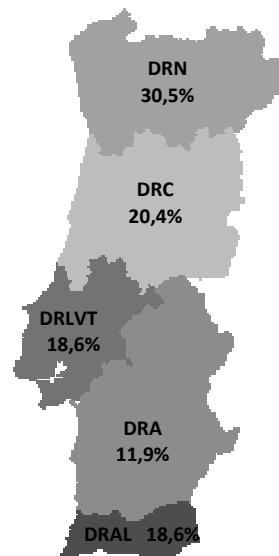 DRN
30,5%
DRC
20,4%
DRLVT
18,6%
DRA
11,9%
DRAL 18,6%